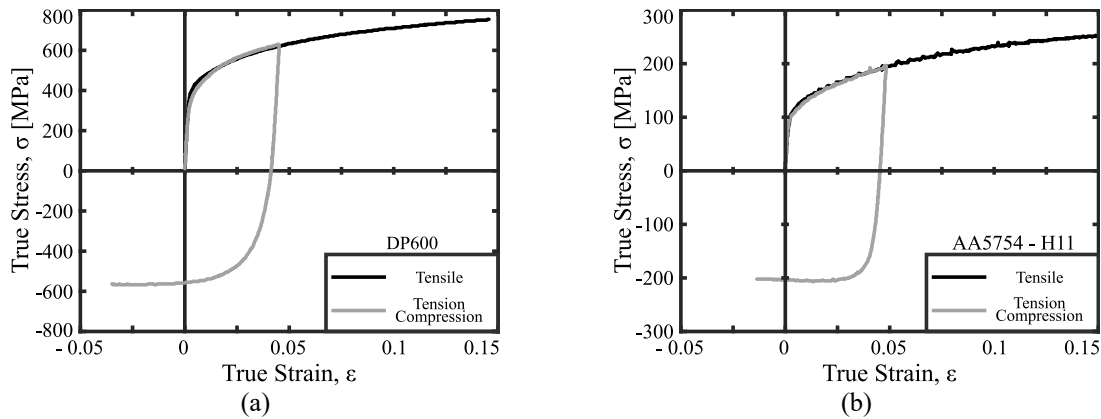 800
600
400
200
0
-200
-400
-600
-800
True Stress, σ [MPa]
DP600
Tensile
Tension
Compression
- 0.05
0
0.05
0.1
0.15
True Strain, ε
(a)
300
200
100
0
-100
-200
-300
True Stress, σ [MPa]
AA5754 - H11
Tensile
Tension
Compression
- 0.05
0
0.05
0.1
0.15
True Strain, ε
(b)